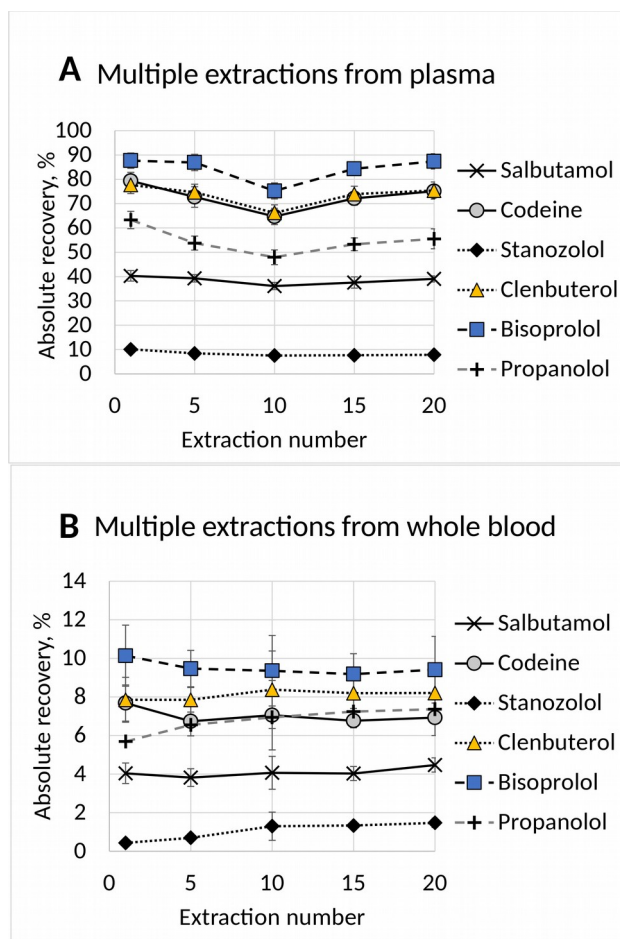 A Multiple extractions from plasma
Absolute recovery, %
100
90
80
70
60
50
40
30
20
10
0
0 5 10 15 20
Extraction number
Salbutamol
Codeine
Stanozolol
Clenbuterol
Bisoprolol
Propanolol
B Multiple extractions from whole blood
Absolute recovery, %
14
12
10
8
6
4
2
0
0 5 10 15 20
Extraction number
Salbutamol
Codeine
Stanozolol
Clenbuterol
Bisoprolol
Propanolol